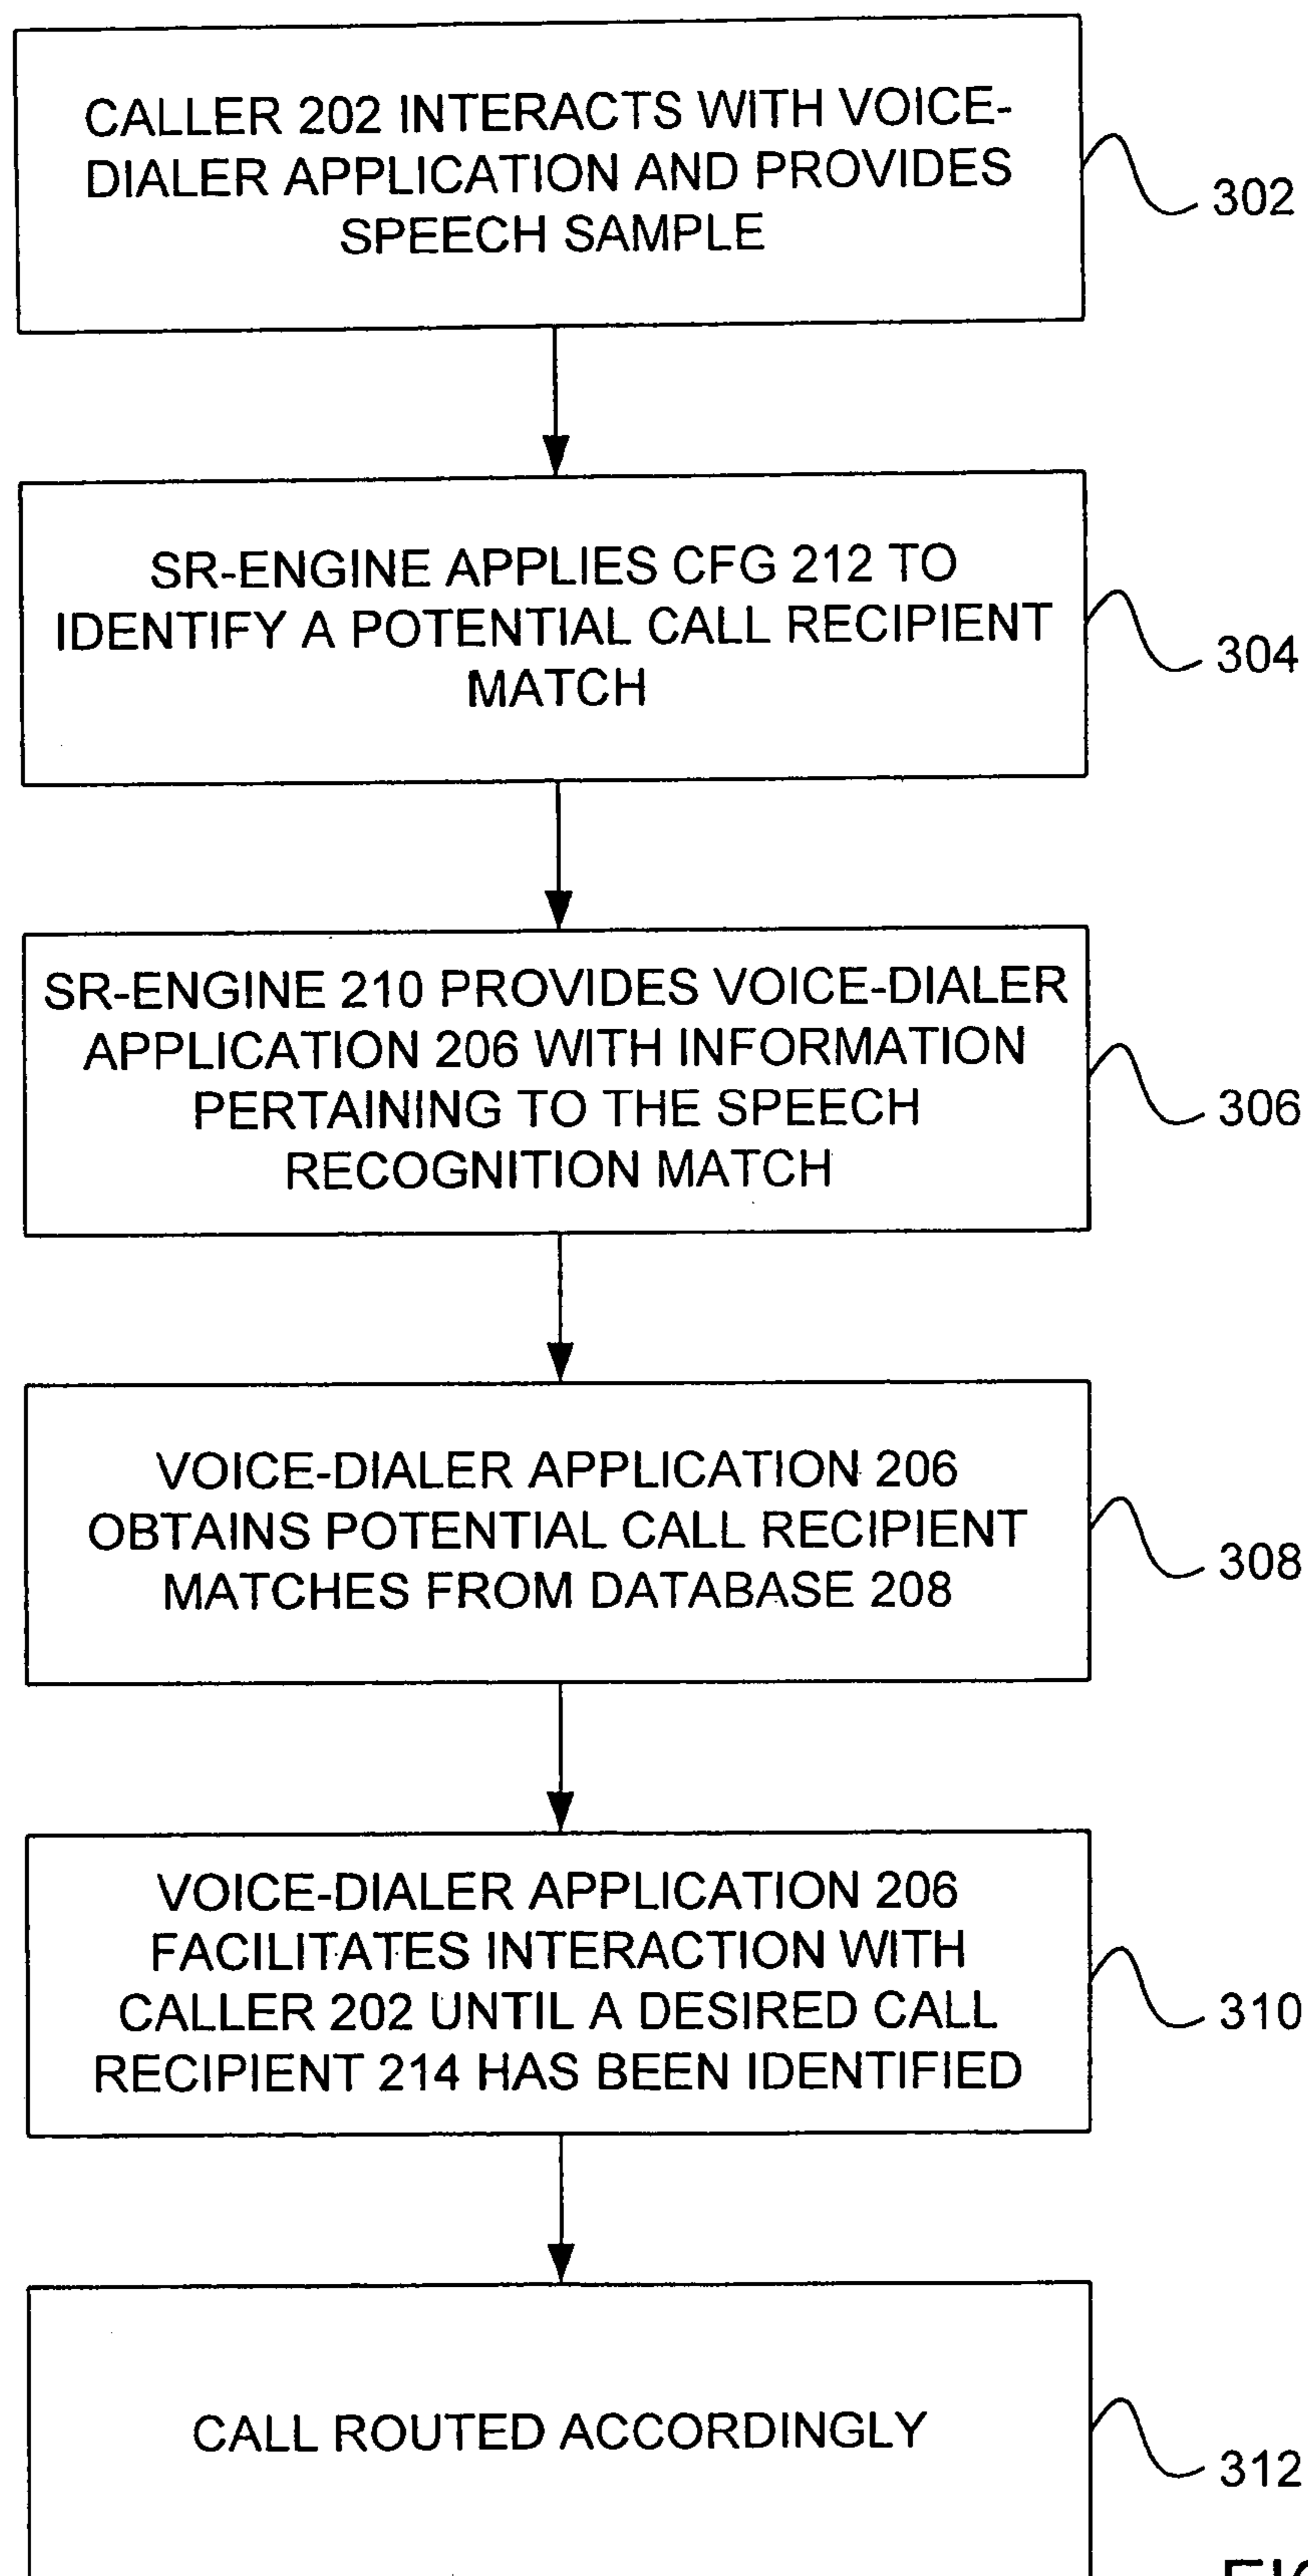 CALLER 202 INTERACTS WITH VOICE-
DIALER APPLICATION AND PROVIDES
SPEECH SAMPLE
302
SR-ENGINE APPLIES CFG 212 TO
IDENTIFY A POTENTIAL CALL RECIPIENT
MATCH
304
SR-ENGINE 210 PROVIDES VOICE-DIALER
APPLICATION 206 WITH INFORMATION
PERTAINING TO THE SPEECH
RECOGNITION MATCH
306
VOICE-DIALER APPLICATION 206
OBTAINS POTENTIAL CALL RECIPIENT
MATCHES FROM DATABASE 208
308
VOICE-DIALER APPLICATION 206
FACILITATES INTERACTION WITH
CALLER 202 UNTIL A DESIRED CALL
RECIPIENT 214 HAS BEEN IDENTIFIED
310
CALL ROUTED ACCORDINGLY
312